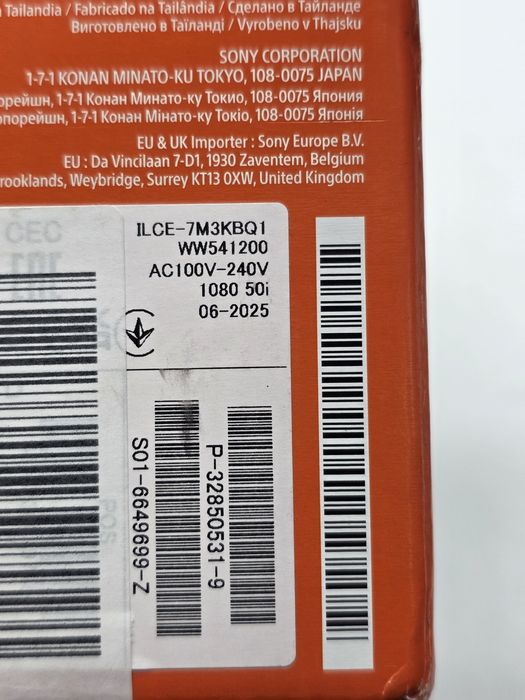 Tailandia / Fabricado na Tailândia / Сделано в Тайланде
Виготовлено в Таїланді / Vyrobeno v Thajsku
SONY CORPORATION
1-7-1 KONAN MINATO-KU TOKYO, 108-0075 JAPAN
1-7-1 Конан Минато-ку Токио, 108-0075 Япония
1-7-1 Конан Мінато-ку Токіо, 108-0075 Японія
EU & UK Importer : Sony Europe B.V.
EU : Da Vincilaan 7-D1, 1930 Zaventem, Belgium
Weybridge, Surrey KT13 0XW, United Kingdom
ILCE-7M3KBQ1
WW541200
AC100V-240V
1080 50i
06-2025
P-32850531-9
S01-6649699-Z